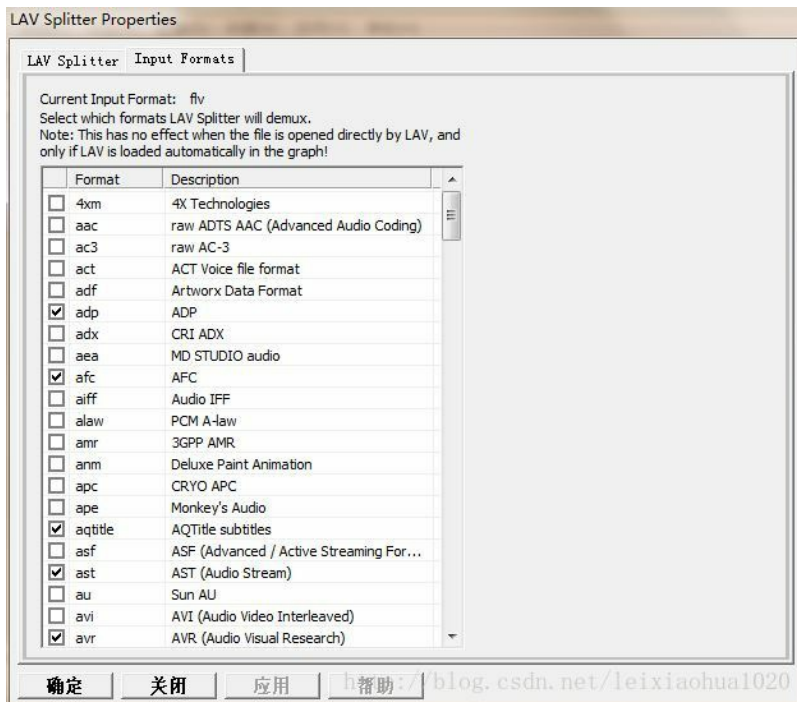 LAV Splitter Properties
LAV Splitter Input Formats
Current Input Format: flv
Select which formats LAV Splitter will demux.
Note: This has no effect when the file is opened directly by LAV, and
only if LAV is loaded automatically in the graph!
Format Description
4xm 4X Technologies
aac raw ADTS AAC (Advanced Audio Coding)
ac3 raw AC-3
act ACT Voice file format
adf Artworx Data Format
adp ADP
adx CRI ADX
aea MD STUDIO audio
afc AFC
aiff Audio IFF
alaw PCM A-law
amr 3GPP AMR
anm Deluxe Paint Animation
apc CRYO APC
ape Monkey's Audio
aqtitle AQTitle subtitles
asf ASF (Advanced / Active Streaming For...
ast AST (Audio Stream)
au Sun AU
avi AVI (Audio Video Interleaved)
avr AVR (Audio Visual Research)
确定 关闭 应用 帮助
http://blog.csdn.net/leixiaohua1020